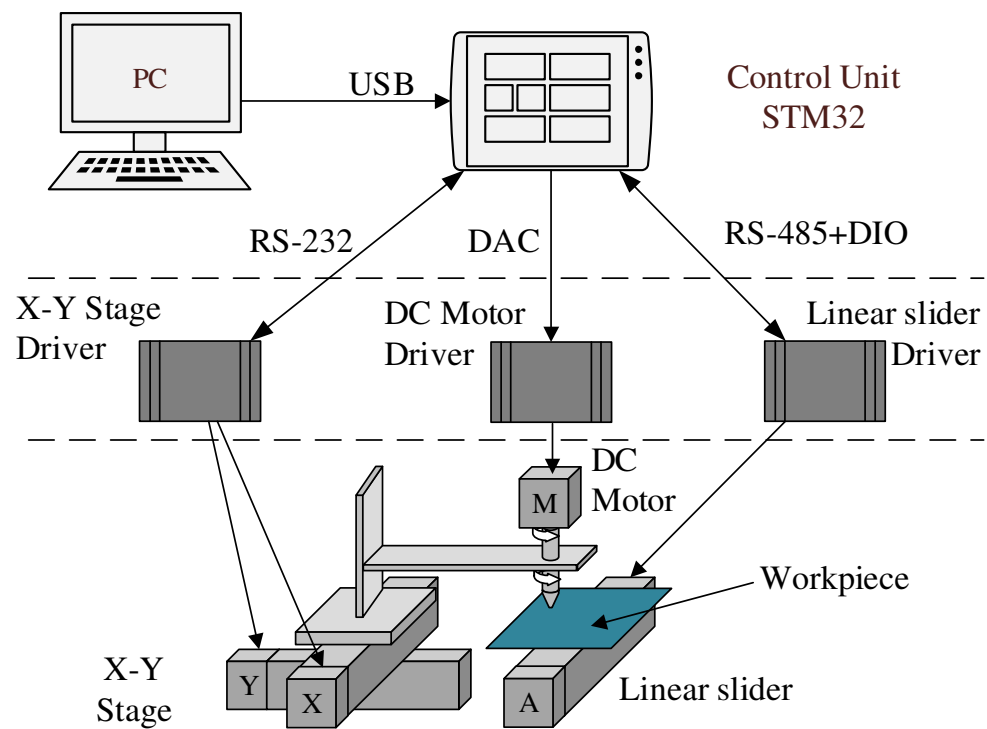 PC
USB
Control Unit
STM32
RS-232
DAC
RS-485+DIO
X-Y Stage
Driver
DC Motor
Driver
Linear slider
Driver
DC
Motor
M
Workpiece
X-Y
Stage
Y
X
A
Linear slider